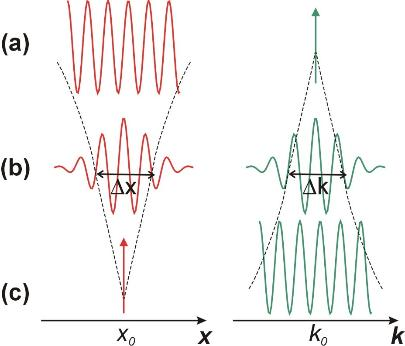 (a)
(b)
Δx
Δk
(c)
x₀ x k₀ k